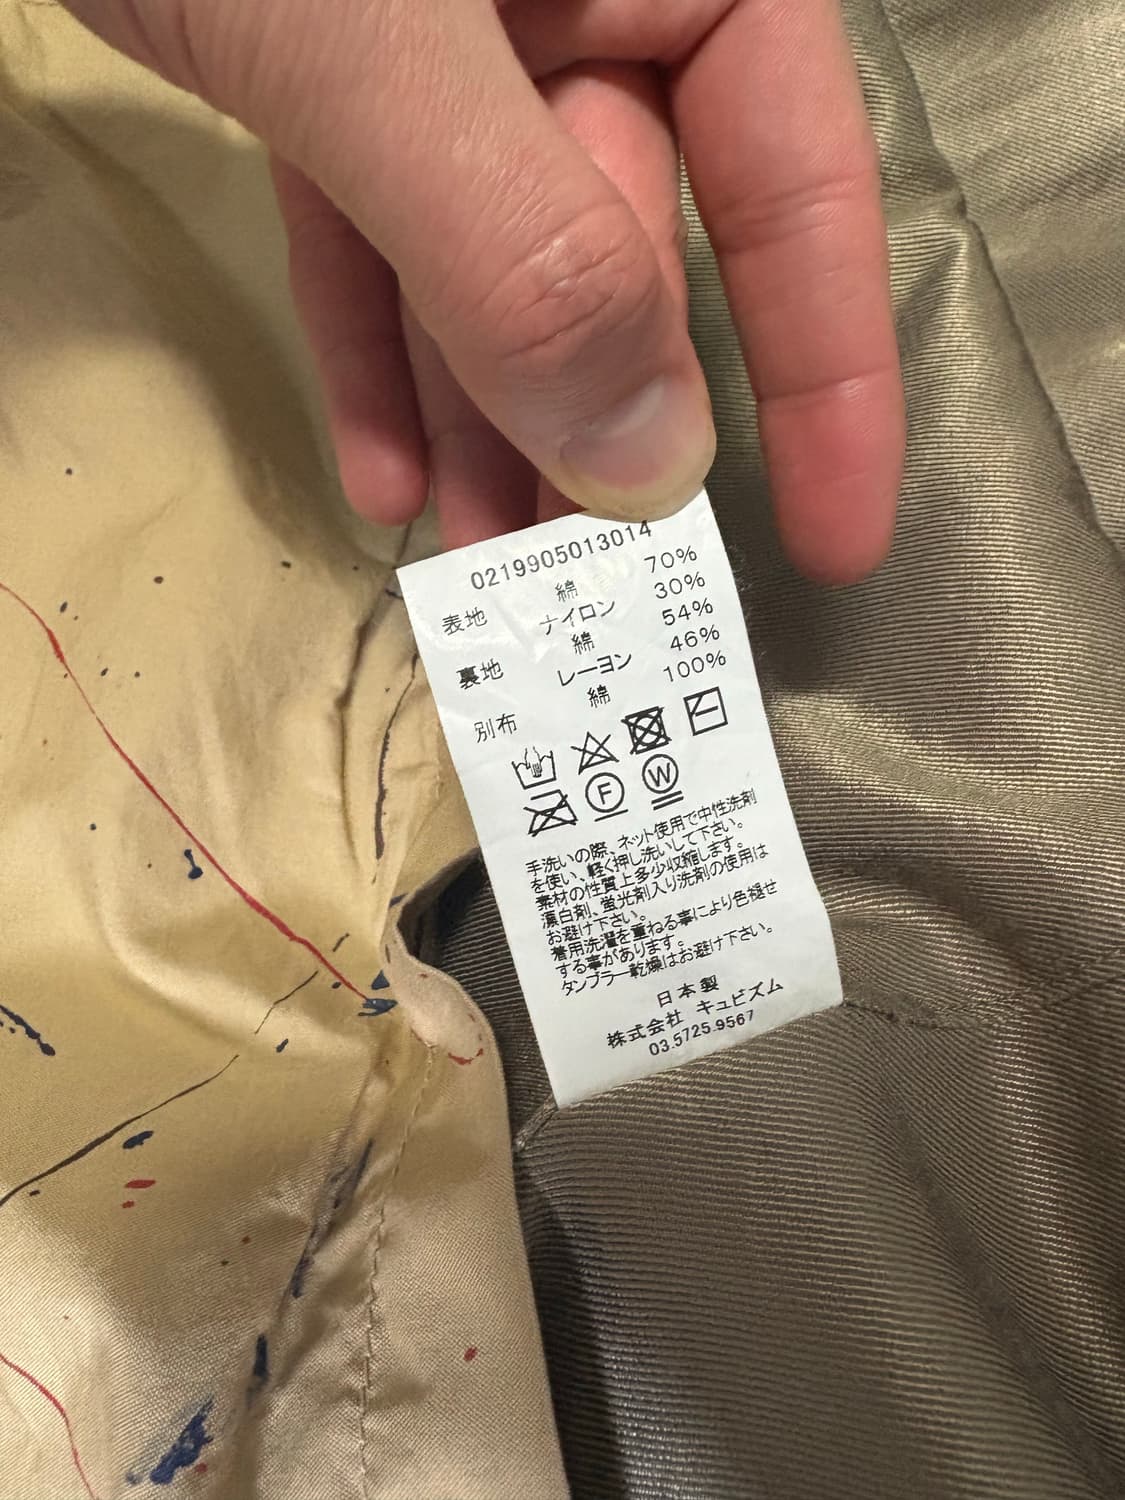 0219905013014
表地 綿 70%
ナイロン 30%
裏地 綿 54%
レーヨン 46%
別布 綿 100%
F W
手洗いの際、ネット使用で中性洗剤
を使い、軽く押し洗いして下さい。
素材の性質上多少収縮します。
漂白剤、蛍光剤入り洗剤の使用は
お避け下さい。
着用洗濯を重ねる事により色褪せ
する事があります。
タンブラー乾燥はお避け下さい。
日本製
株式会社 キュビズム
03.5725.9567